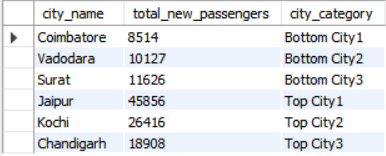 city_name total_new_passengers city_category
Coimbatore 8514 Bottom City1
Vadodara 10127 Bottom City2
Surat 11626 Bottom City3
Jaipur 45856 Top City1
Kochi 26416 Top City2
Chandigarh 18908 Top City3